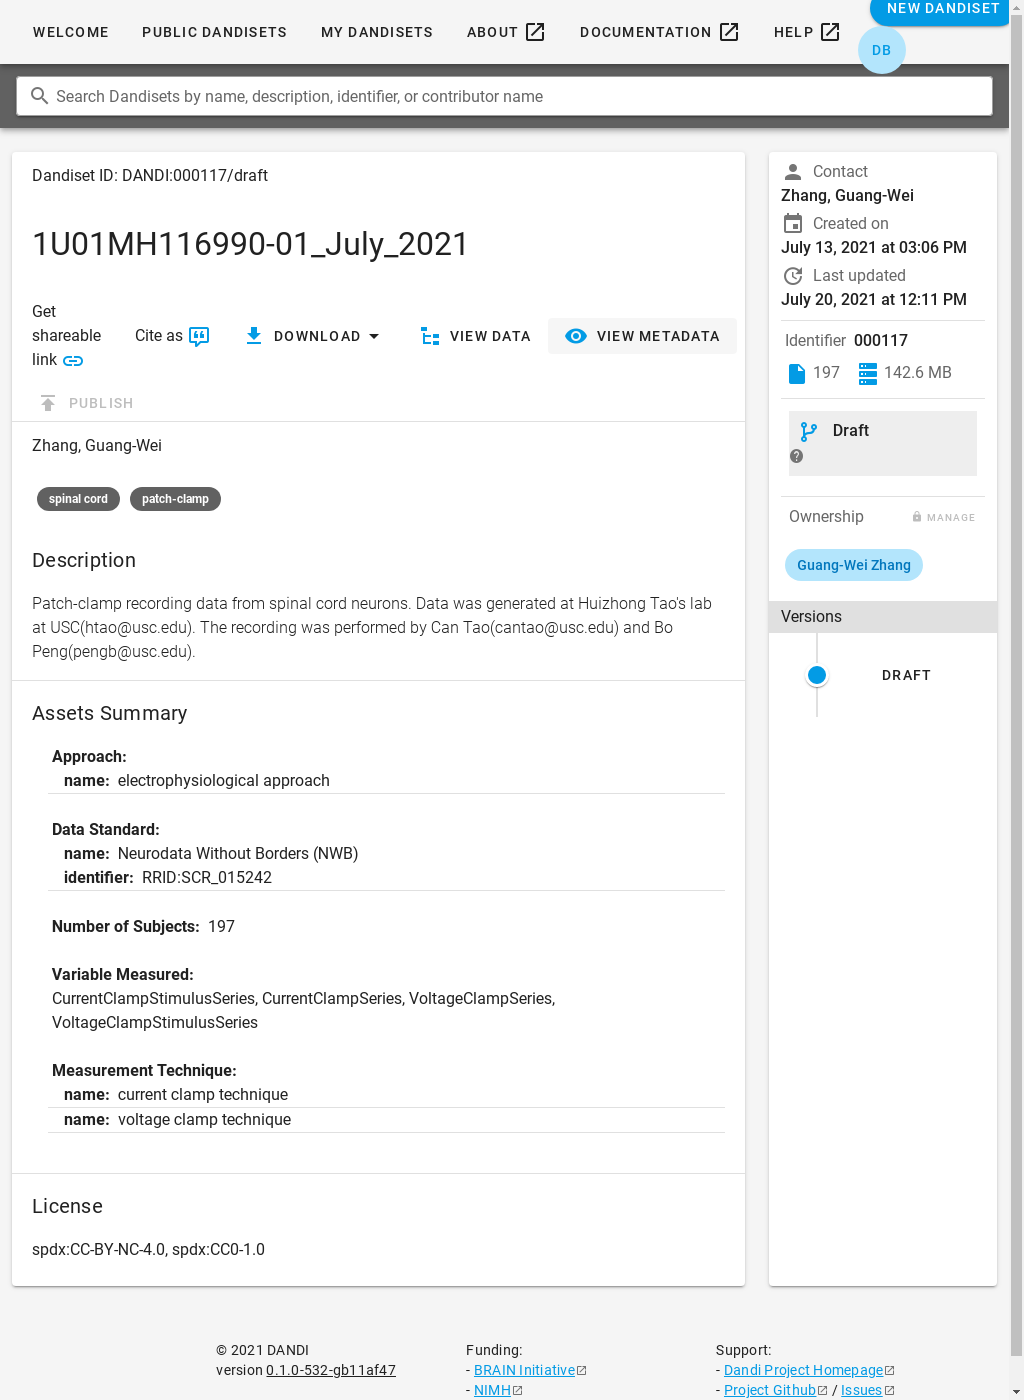 WELCOME PUBLIC DANDISETS MY DANDISETS ABOUT DOCUMENTATION HELP NEW DANDISET
DB
Search Dandisets by name, description, identifier, or contributor name
Dandiset ID: DANDI:000117/draft
1U01MH116990-01_July_2021
Get
shareable
link
Cite as DOWNLOAD VIEW DATA VIEW METADATA
PUBLISH
Zhang, Guang-Wei
spinal cord patch-clamp
Description
Patch-clamp recording data from spinal cord neurons. Data was generated at Huizhong Tao's lab
at USC(htao@usc.edu). The recording was performed by Can Tao(cantao@usc.edu) and Bo
Peng(pengb@usc.edu).
Assets Summary
Approach:
name: electrophysiological approach
Data Standard:
name: Neurodata Without Borders (NWB)
identifier: RRID:SCR_015242
Number of Subjects: 197
Variable Measured:
CurrentClampStimulusSeries, CurrentClampSeries, VoltageClampSeries,
VoltageClampStimulusSeries
Measurement Technique:
name: current clamp technique
name: voltage clamp technique
License
spdx:CC-BY-NC-4.0, spdx:CC0-1.0
Contact
Zhang, Guang-Wei
Created on
July 13, 2021 at 03:06 PM
Last updated
July 20, 2021 at 12:11 PM
Identifier 000117
197 142.6 MB
Draft
Ownership MANAGE
Guang-Wei Zhang
Versions
DRAFT
© 2021 DANDI
version 0.1.0-532-gb11af47
Funding:
- BRAIN Initiative
- NIMH
Support:
- Dandi Project Homepage
- Project Github / Issues